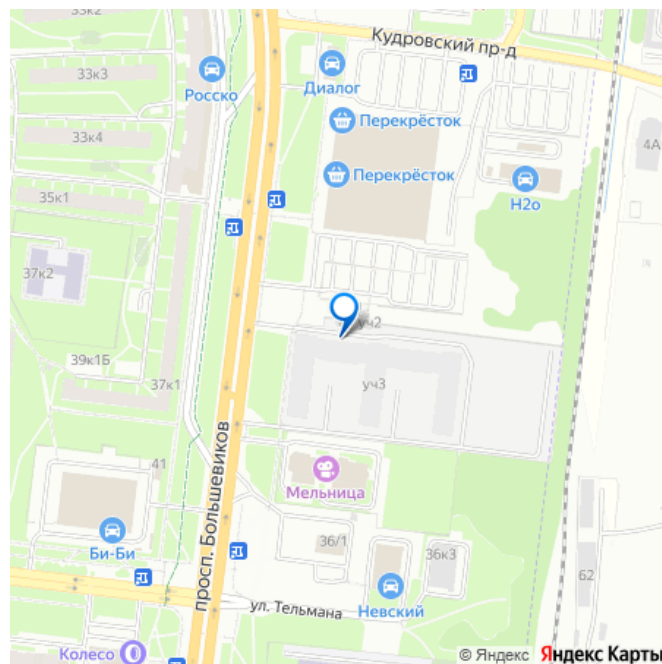 33к2
Кудровский пр-д
33к3
Росско
Диалог
Перекрёсток
33к4
4А
Перекрёсток
Н2о
35к1
37к2
уч2
39к1Б
37к1
уч3
просп. Большевиков
41
Мельница
Би-Би
36/1
36к3
62
ул. Тельмана
Невский
Колесо
© Яндекс Яндекс Карты